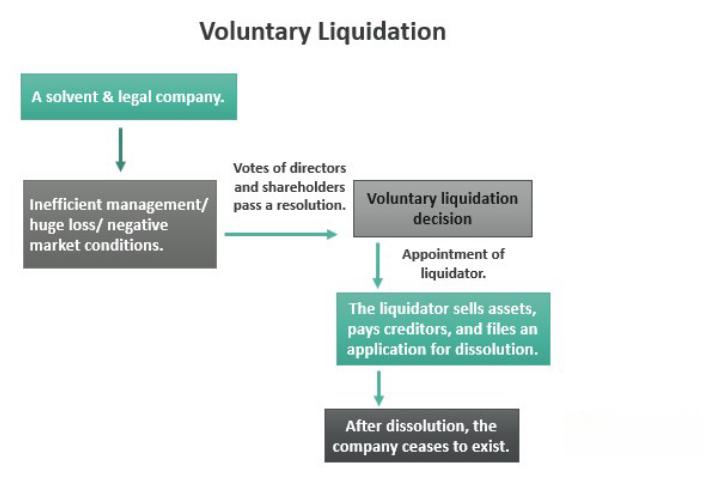 Voluntary Liquidation
A solvent & legal company.
Inefficient management/
huge loss/ negative
market conditions.
Votes of directors
and shareholders
pass a resolution.
Voluntary liquidation
decision
Appointment of
liquidator.
The liquidator sells assets,
pays creditors, and files an
application for dissolution.
After dissolution, the
company ceases to exist.